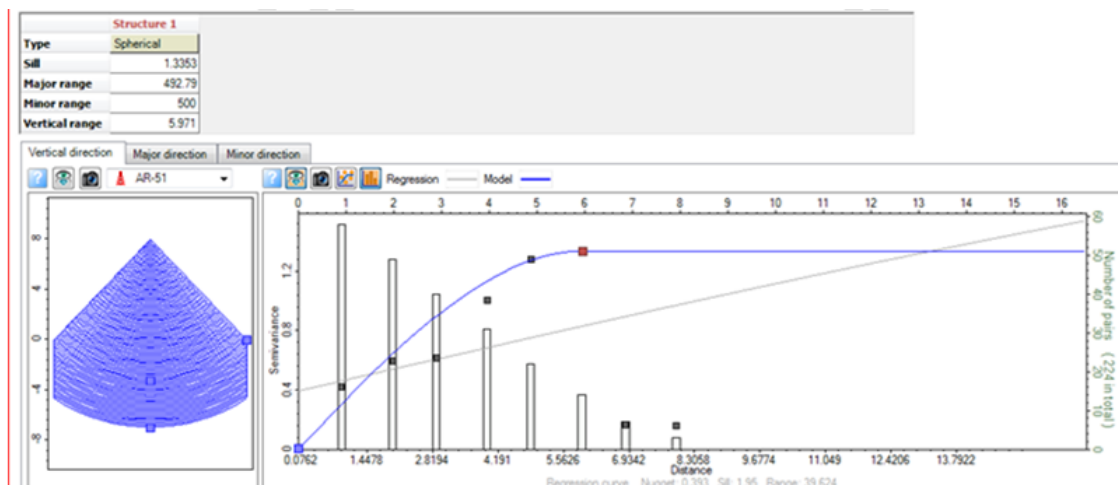 Structure 1
Type Spherical
Sill 1.3353
Major range 492.79
Minor range 500
Vertical range 5.971
Vertical direction Major direction Minor direction
? AR-51 ? Regression Model
0 1 2 3 4 5 6 7 8 9 10 11 12 13 14 15 16
8
4
0
-4
-8
Semivariance
0 0.4 0.8 1.2
Number of pairs (224 in total)
0 10 20 30 40 50 60
0.0762 1.4478 2.8194 4.191 5.5626 6.9342 8.3058 9.6774 11.049 12.4206 13.7922
Distance
Regression curve Nugget: 0.393 Sill: 1.95 Range: 39.624